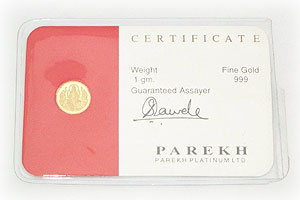 CERTIFICATE
Weight Fine Gold
1 gm. 999
Guaranteed Assayer
PAREKH
PAREKH PLATINUM LTD.